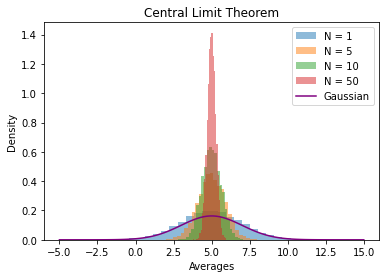 Central Limit Theorem
N = 1
N = 5
N = 10
N = 50
Gaussian
Density
1.4
1.2
1.0
0.8
0.6
0.4
0.2
0.0
−5.0 −2.5 0.0 2.5 5.0 7.5 10.0 12.5 15.0
Averages